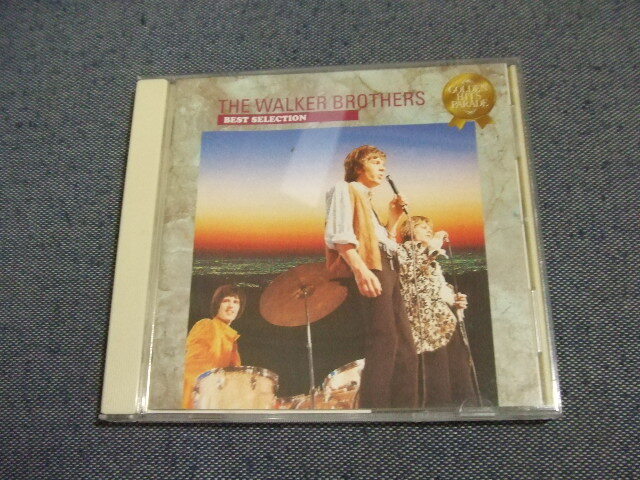 THE WALKER BROTHERS
BEST SELECTION
GOLDEN
HITS
PARADE